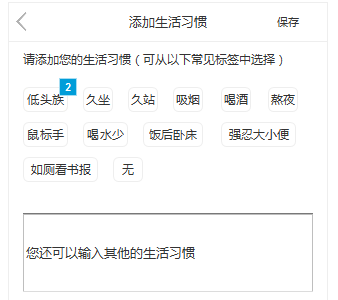 添加生活习惯 保存
请添加您的生活习惯（可从以下常见标签中选择）
2
低头族 久坐 久站 吸烟 喝酒 熬夜
鼠标手 喝水少 饭后卧床 强忍大小便
如厕看书报 无
您还可以输入其他的生活习惯